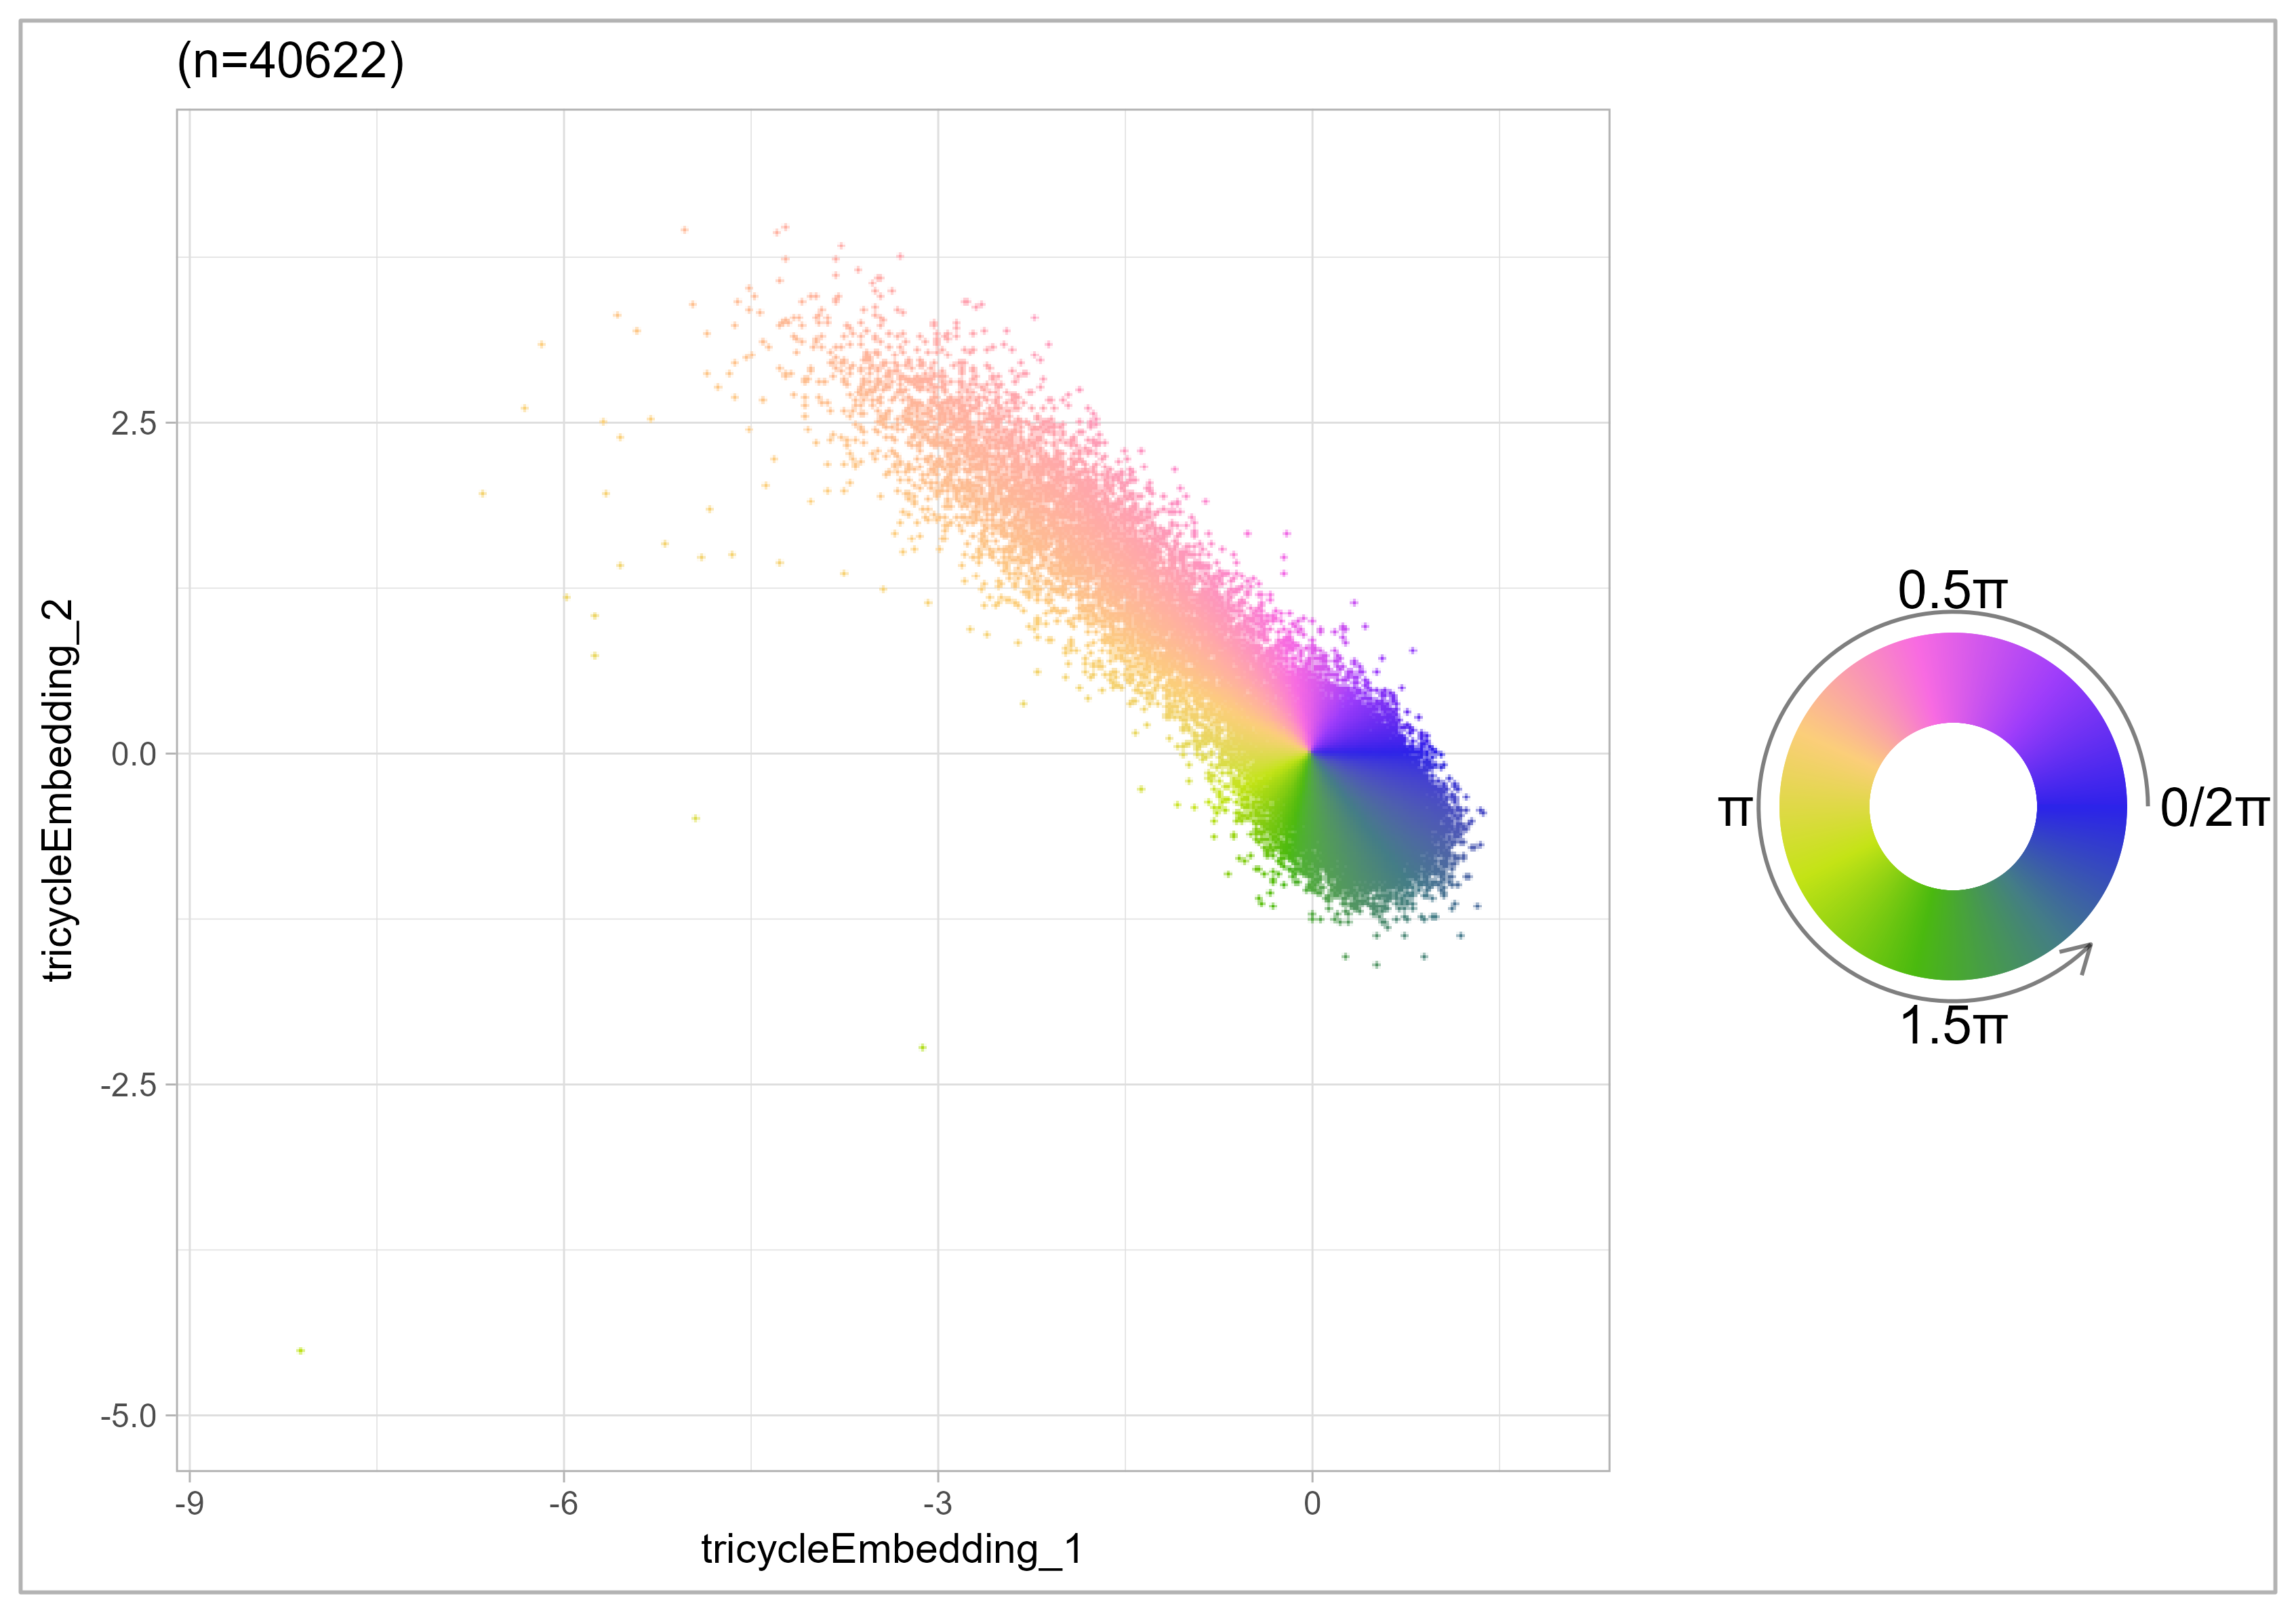 (n=40622)
2.5
0.0
-2.5
-5.0
tricycleEmbedding_2
-9
-6
-3
0
tricycleEmbedding_1
0.5π
π
0/2π
1.5π